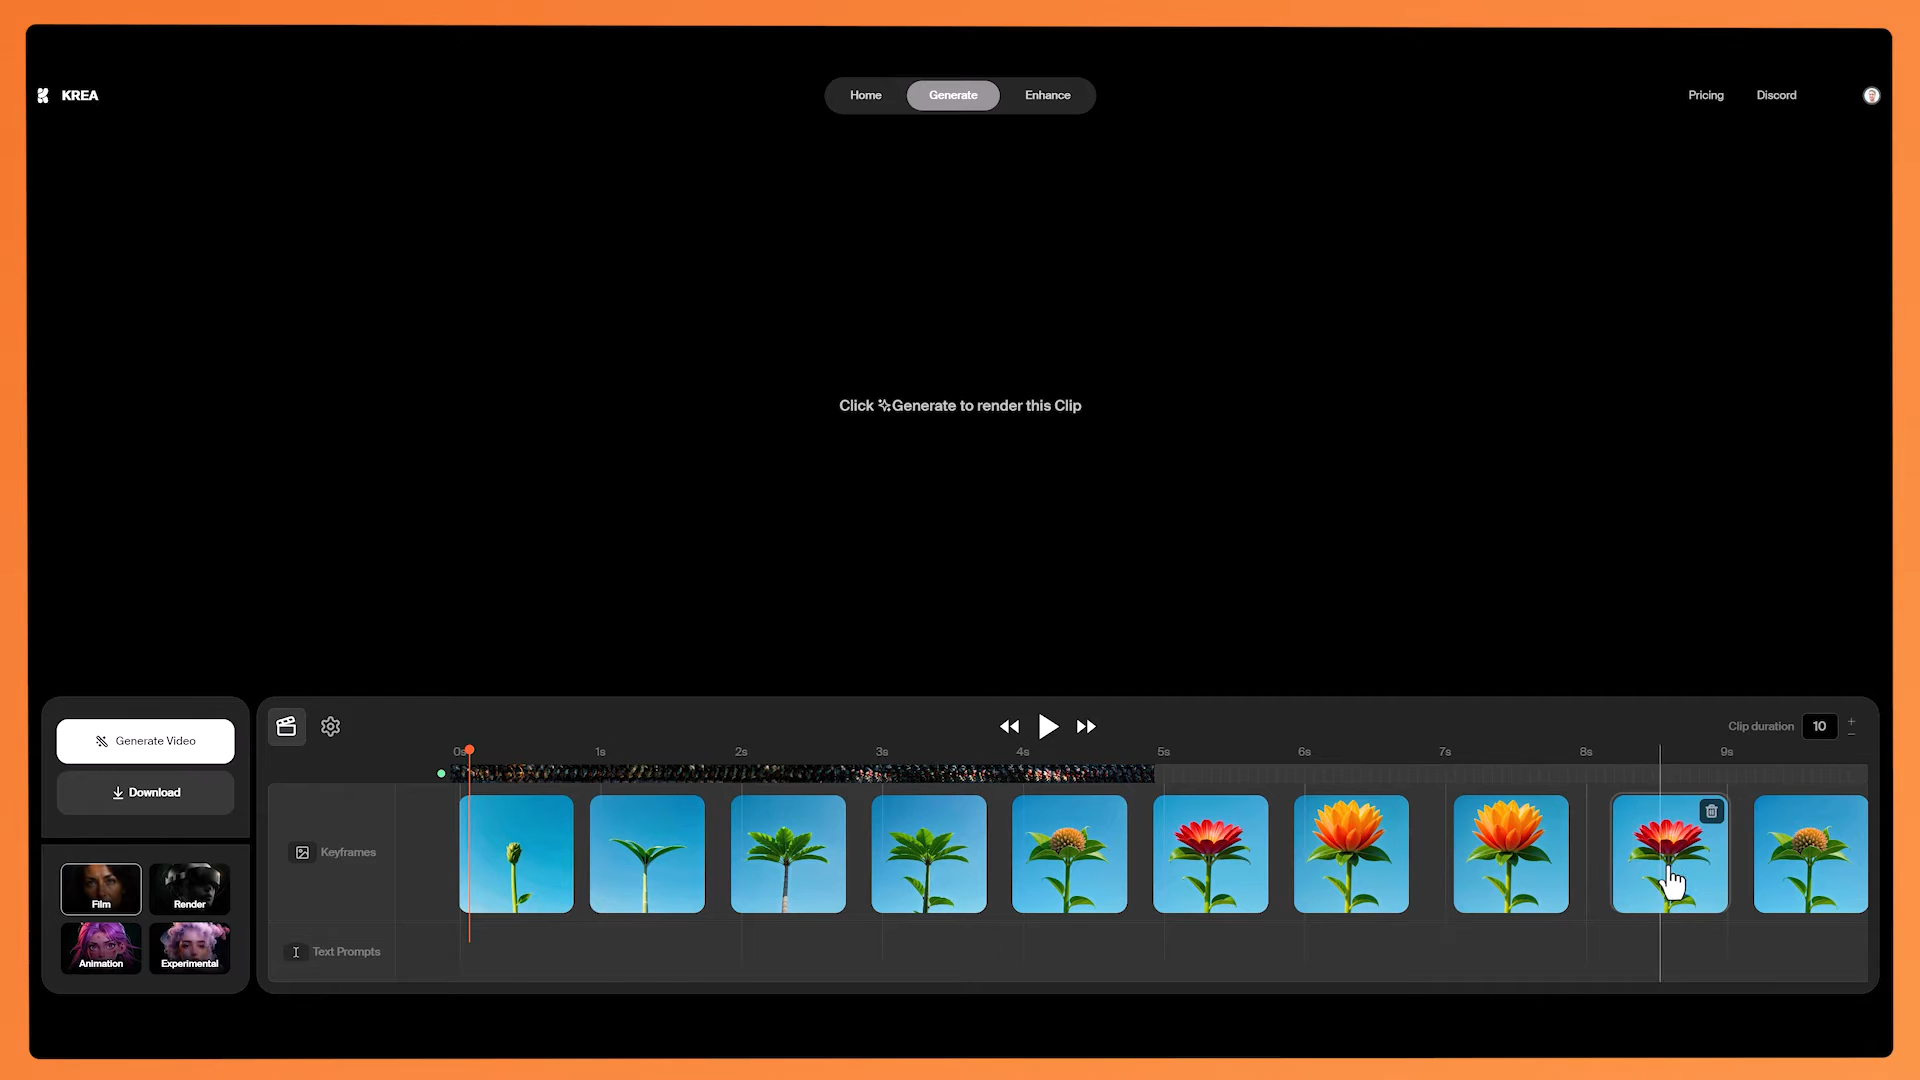 KREA
Home
Generate
Enhance
Pricing
Discord
Click Generate to render this Clip
Generate Video
Download
Clip duration
10
0s
1s
2s
3s
4s
5s
6s
7s
8s
9s
Keyframes
Text Prompts
Film
Render
Animation
Experimental